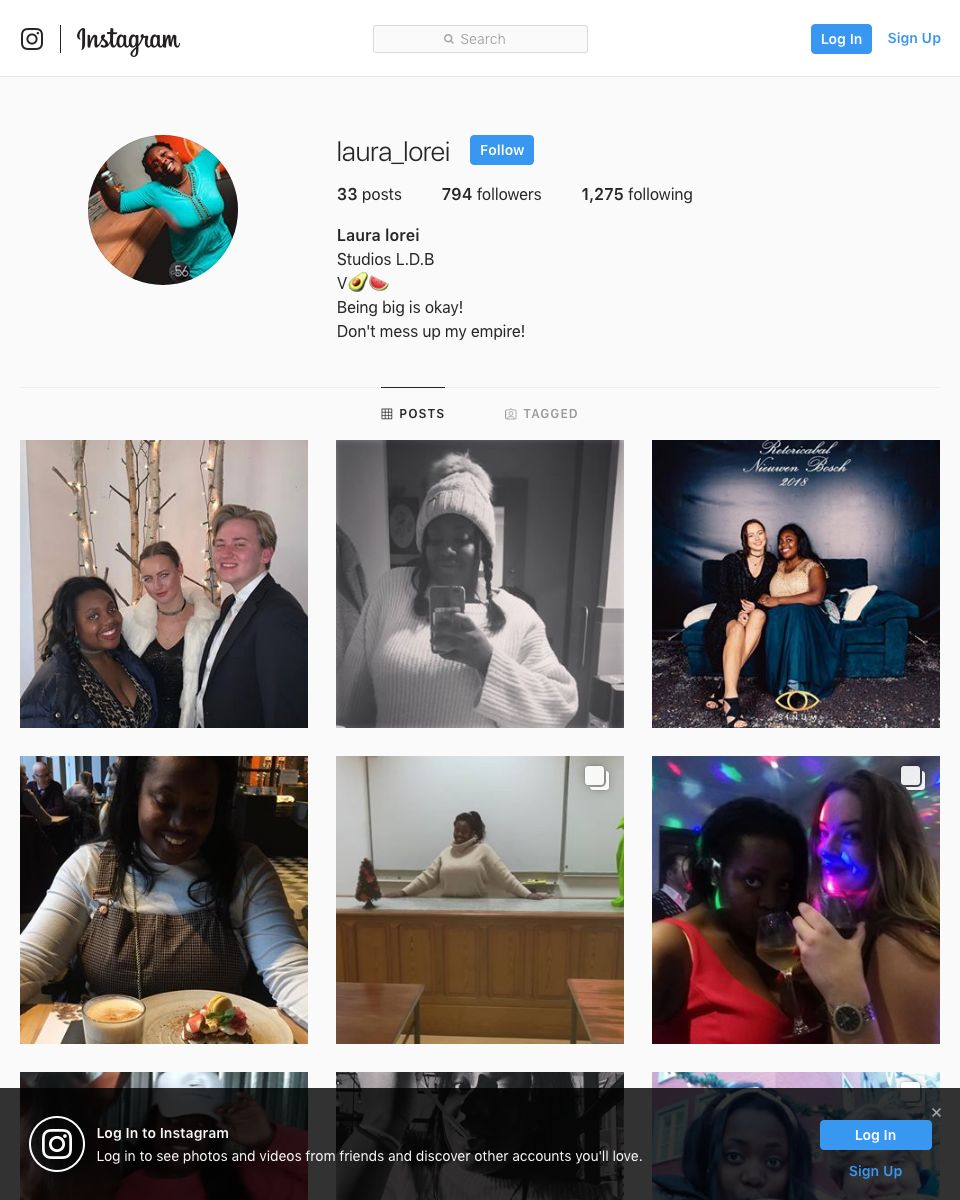 Instagram
Search
Log In
Sign Up
laura_lorei
Follow
33 posts
794 followers
1,275 following
Laura lorei
Studios L.D.B
V🥑🍉
Being big is okay!
Don't mess up my empire!
56
POSTS
TAGGED
Retoricabal
Nieuwen Bosch
2018
SINUM
Log In to Instagram
Log in to see photos and videos from friends and discover other accounts you'll love.
Log In
Sign Up